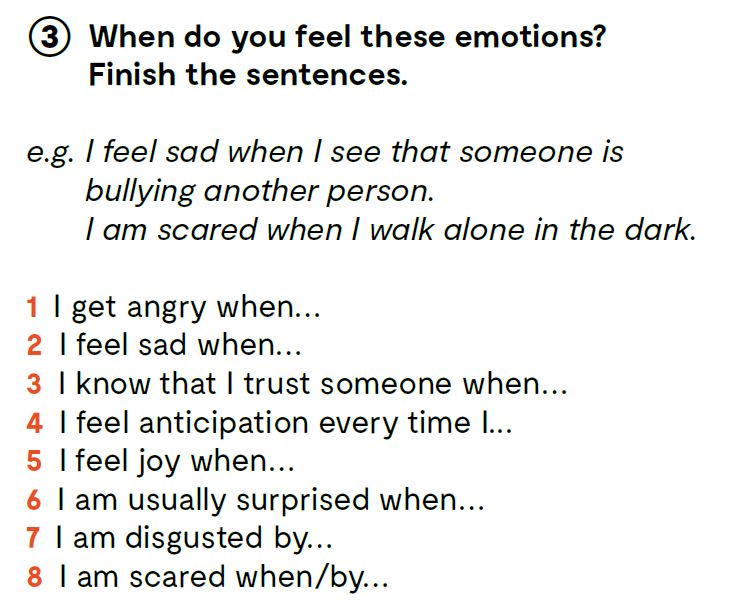 3 When do you feel these emotions?
Finish the sentences.
e.g. I feel sad when I see that someone is
bullying another person.
I am scared when I walk alone in the dark.
1 I get angry when...
2 I feel sad when...
3 I know that I trust someone when...
4 I feel anticipation every time I...
5 I feel joy when...
6 I am usually surprised when...
7 I am disgusted by...
8 I am scared when/by...